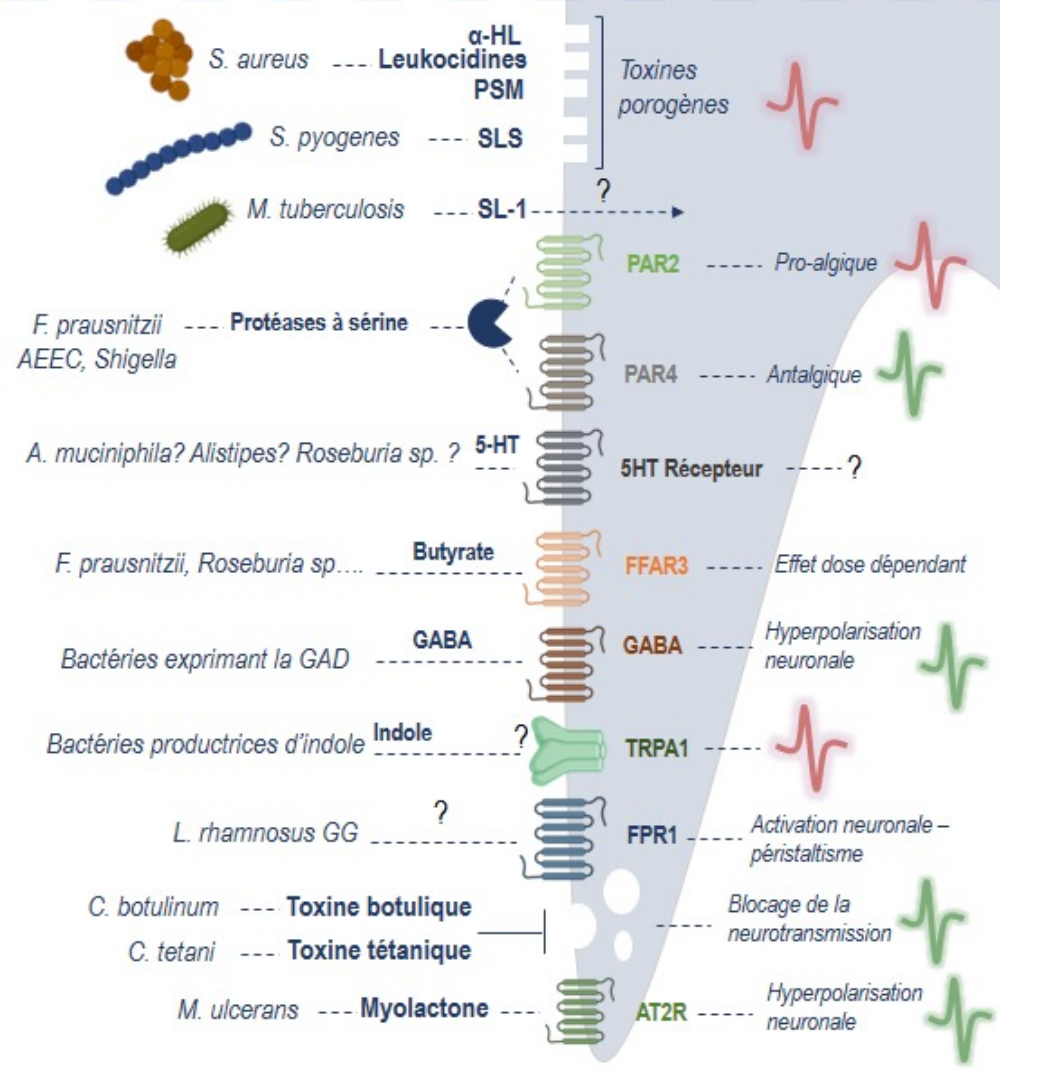 α-HL
S. aureus --- Leukocidines
PSM
Toxines
porogènes
S. pyogenes --- SLS
?
M. tuberculosis --- SL-1
PAR2 ----- Pro-algique
F. prausnitzii --- Protéases à sérine ---
AEEC, Shigella
PAR4 ----- Antalgique
A. muciniphila? Alistipes? Roseburia sp. ? 5-HT
5HT Récepteur -----?
Butyrate
F. prausnitzii, Roseburia sp….
FFAR3 ----- Effet dose dépendant
GABA
Bactéries exprimant la GAD
GABA ----- Hyperpolarisation
neuronale
Indole
Bactéries productrices d’indole
?
TRPA1 -----
?
L. rhamnosus GG
FPR1 ----- Activation neuronale –
péristaltisme
C. botulinum --- Toxine botulique
C. tetani --- Toxine tétanique
Blocage de la
neurotransmission
M. ulcerans --- Myolactone ---
AT2R ----- Hyperpolarisation
neuronale